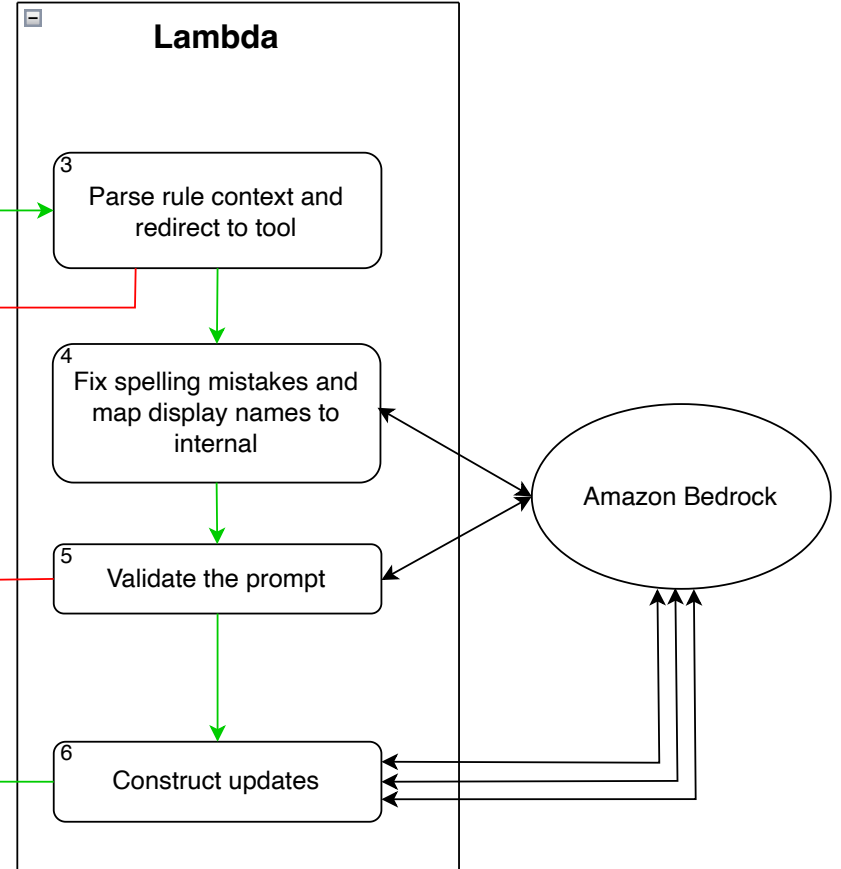 Lambda
3
Parse rule context and
redirect to tool
4
Fix spelling mistakes and
map display names to
internal
Amazon Bedrock
5
Validate the prompt
6
Construct updates